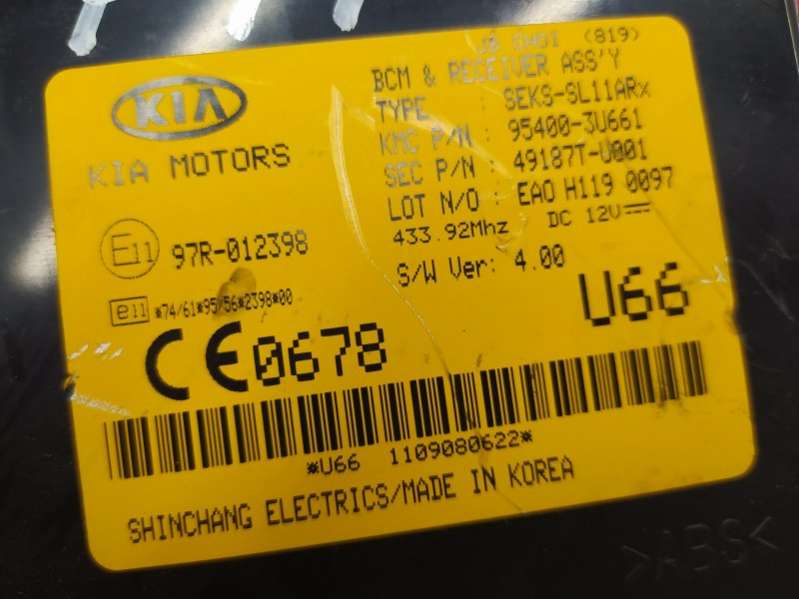 (819)
KIA
KIA MOTORS
BCM & RECEIVER ASS'Y
TYPE : SEKS-SL11ARx
KMC P/N : 95400-3U661
SEC P/N : 49187T-U801
LOT N/O : EAO H119 0097
433.92Mhz DC 12V
S/W Ver: 4.00
E11 97R-012398
e11 *74/61*95/56*2398*00
U66
CE0678
*U66 1109080622*
SHINCHANG ELECTRICS/MADE IN KOREA
>ABS<